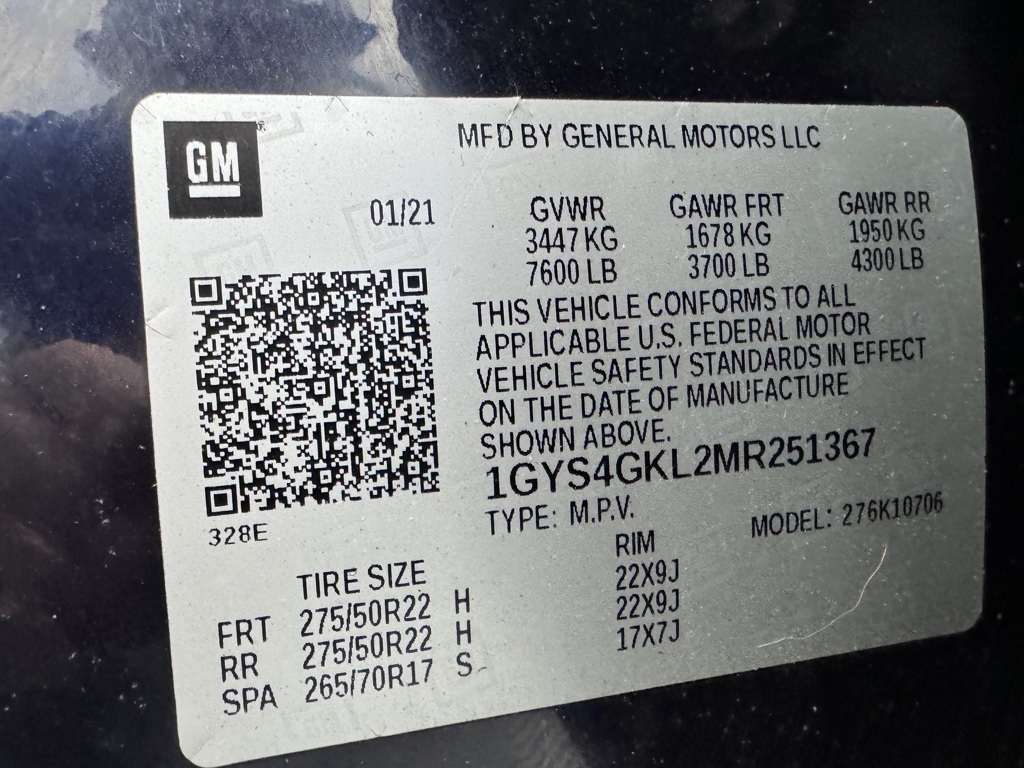 GM
MFD BY GENERAL MOTORS LLC
01/21
GVWR GAWR FRT GAWR RR
3447 KG 1678 KG 1950 KG
7600 LB 3700 LB 4300 LB
THIS VEHICLE CONFORMS TO ALL
APPLICABLE U.S. FEDERAL MOTOR
VEHICLE SAFETY STANDARDS IN EFFECT
ON THE DATE OF MANUFACTURE
SHOWN ABOVE.
1GYS4GKL2MR251367
TYPE: M.P.V. MODEL: 276K10706
328E
TIRE SIZE RIM
FRT 275/50R22 H 22X9J
RR 275/50R22 H 22X9J
SPA 265/70R17 S 17X7J